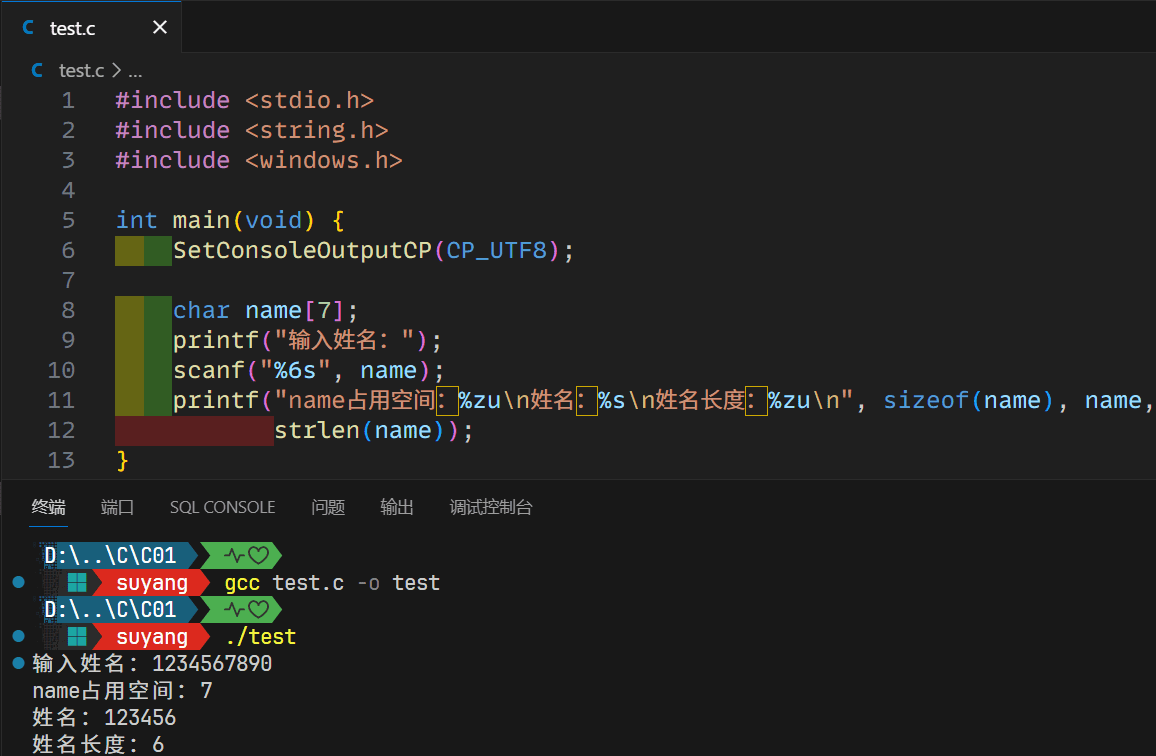 test.c
test.c > ...
1 #include <stdio.h>
2 #include <string.h>
3 #include <windows.h>
4
5 int main(void) {
6 SetConsoleOutputCP(CP_UTF8);
7
8 char name[7];
9 printf("输入姓名：");
10 scanf("%6s", name);
11 printf("name占用空间：%zu\n姓名：%s\n姓名长度：%zu\n", sizeof(name), name,
12 strlen(name));
13 }
终端 端口 SQL CONSOLE 问题 输出 调试控制台
D:\..\C\C01
suyang gcc test.c -o test
D:\..\C\C01
suyang ./test
输入姓名：1234567890
name占用空间：7
姓名：123456
姓名长度：6